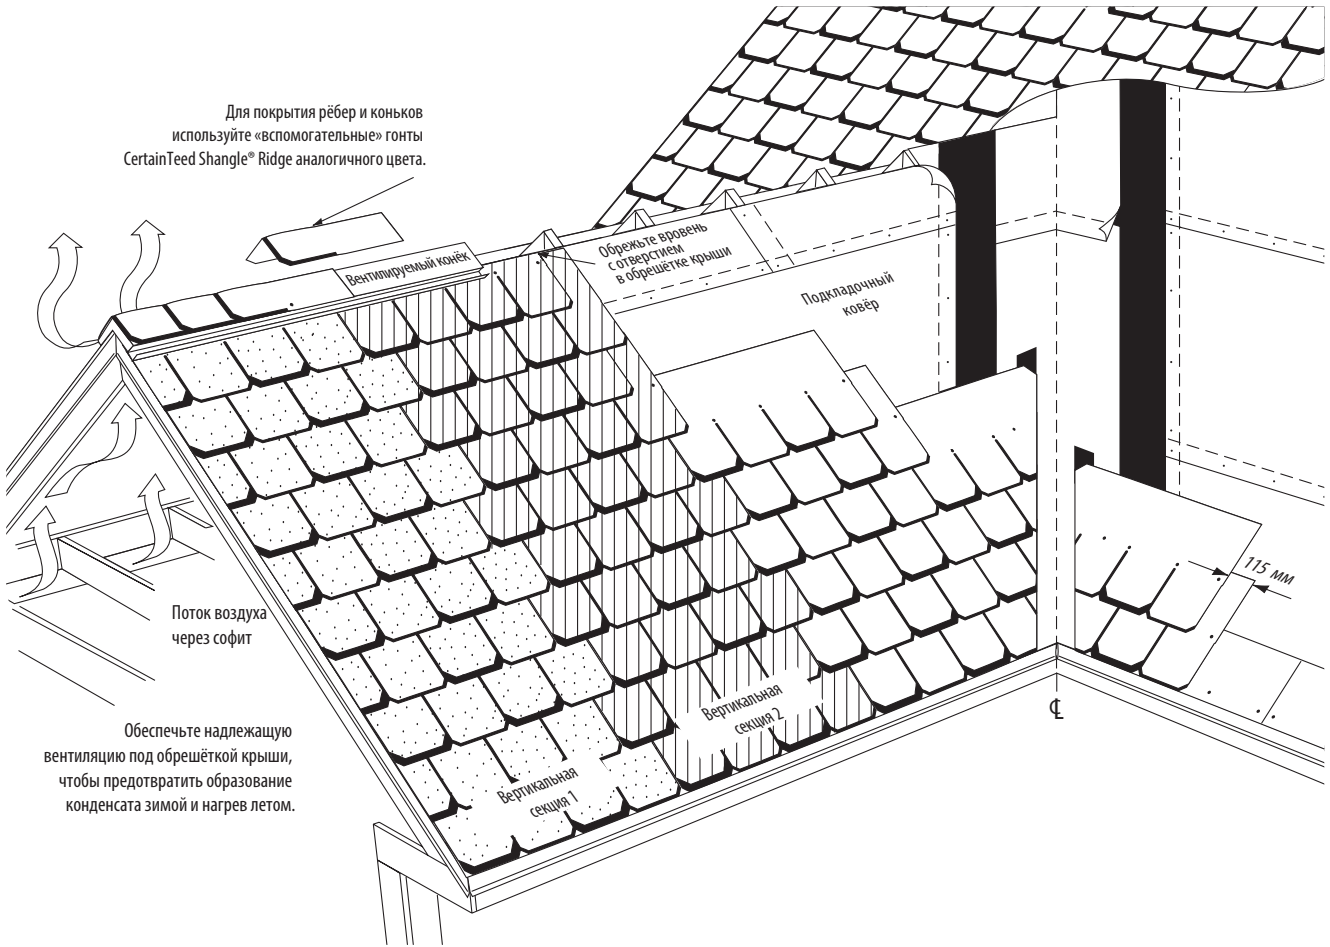 Для покрытия рёбер и коньков
используйте «вспомогательные» гонты
CertainTeed Shangle® Ridge аналогичного цвета.
Вентилируемый конёк
Обрежьте вровень
с отверстием
в обрешётке крыши
Подкладочный
ковёр
115 мм
Поток воздуха
через софит
Вертикальная
секция 2
℄
Обеспечьте надлежащую
вентиляцию под обрешёткой крыши,
чтобы предотвратить образование
конденсата зимой и нагрев летом.
Вертикальная
секция 1